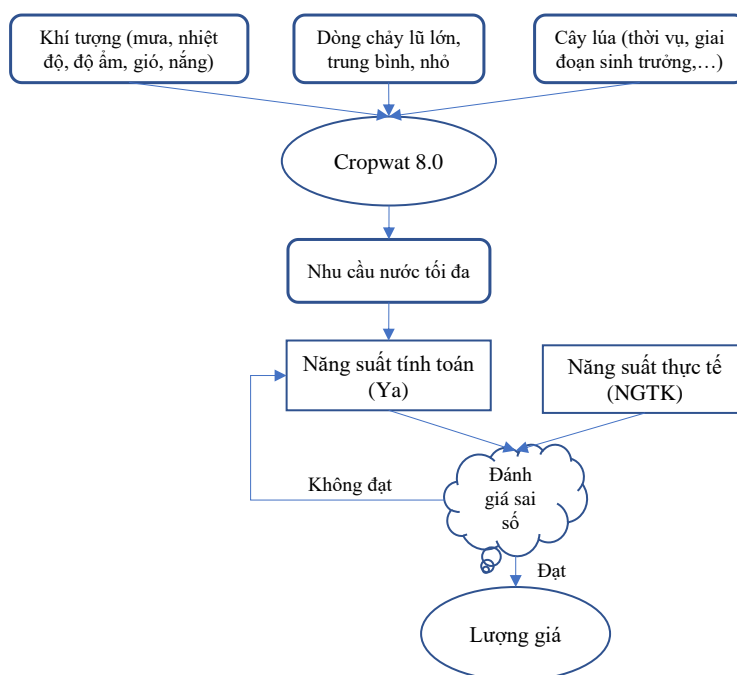 Khí tượng (mưa, nhiệt
độ, độ ẩm, gió, nắng)
Dòng chảy lũ lớn,
trung bình, nhỏ
Cây lúa (thời vụ, giai
đoạn sinh trưởng,…)
Cropwat 8.0
Nhu cầu nước tối đa
Năng suất tính toán
(Ya)
Năng suất thực tế
(NGTK)
Không đạt
Đánh
giá sai
số
Đạt
Lượng giá